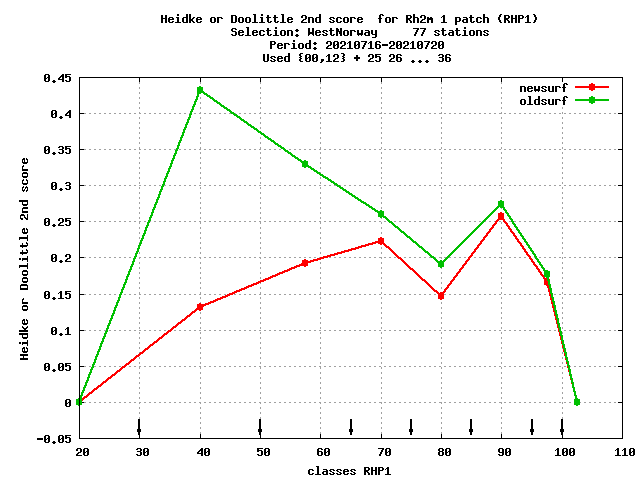 Heidke or Doolittle 2nd score  for Rh2m 1 patch (RHP1)
Selection: WestNorway     77 stations
Period: 20210716-20210720
Used {00,12} + 25 26 ... 36
newsurf
oldsurf
0.45
0.4
0.35
0.3
0.25
0.2
0.15
0.1
0.05
0
-0.05
Heidke or Doolittle 2nd score
20 30 40 50 60 70 80 90 100 110
classes RHP1